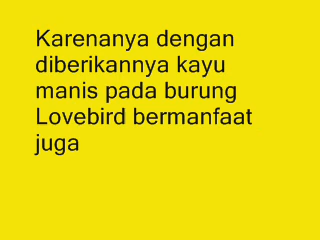 Karenanya dengan
diberikannya kayu
manis pada burung
Lovebird bermanfaat
juga